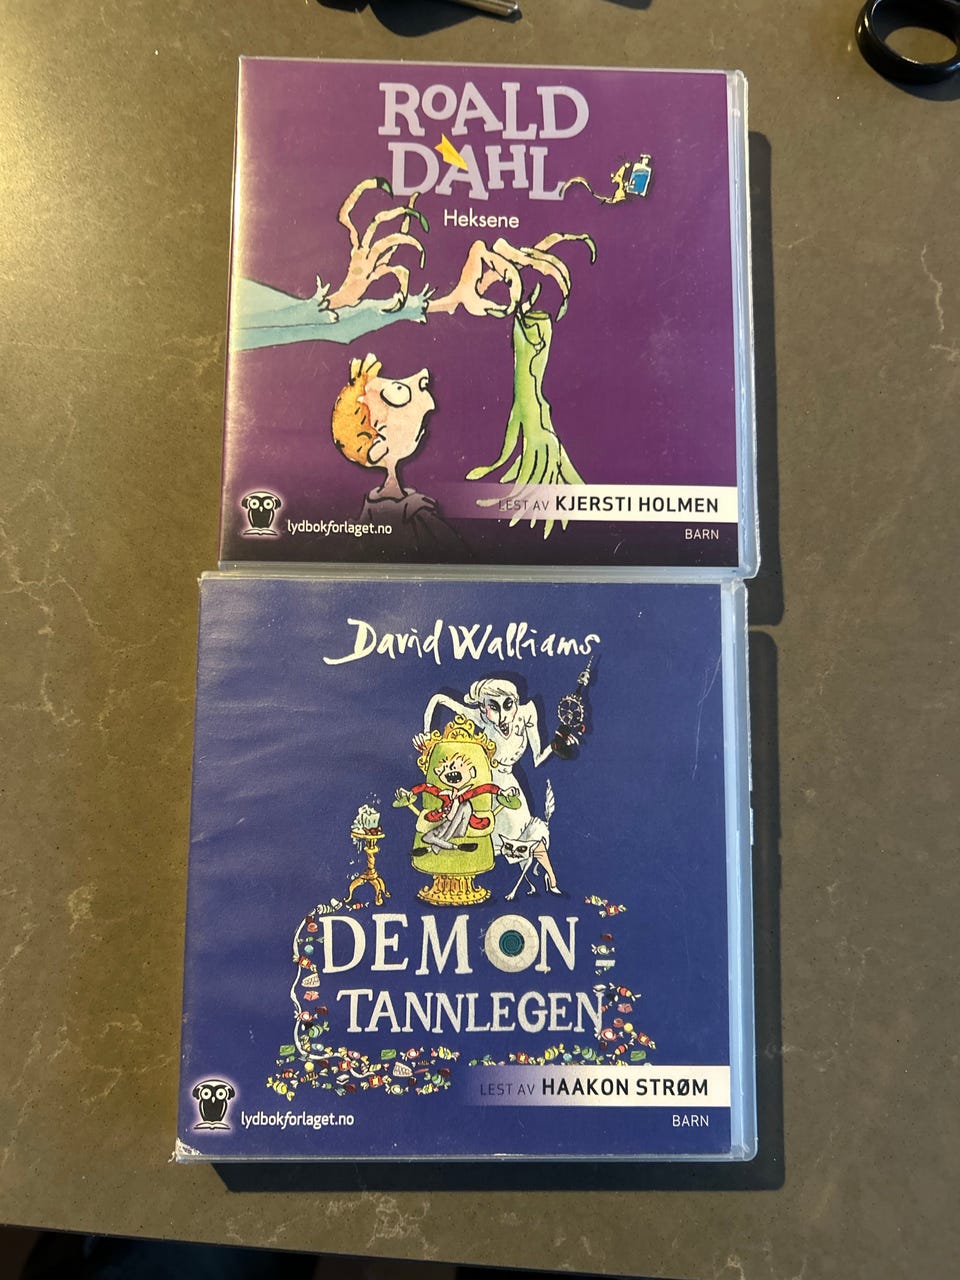 ROALD
DAHL
Heksene
LEST AV KJERSTI HOLMEN
lydbokforlaget.no
BARN
David Walliams
DEMON-
TANNLEGEN
LEST AV HAAKON STRØM
lydbokforlaget.no
BARN